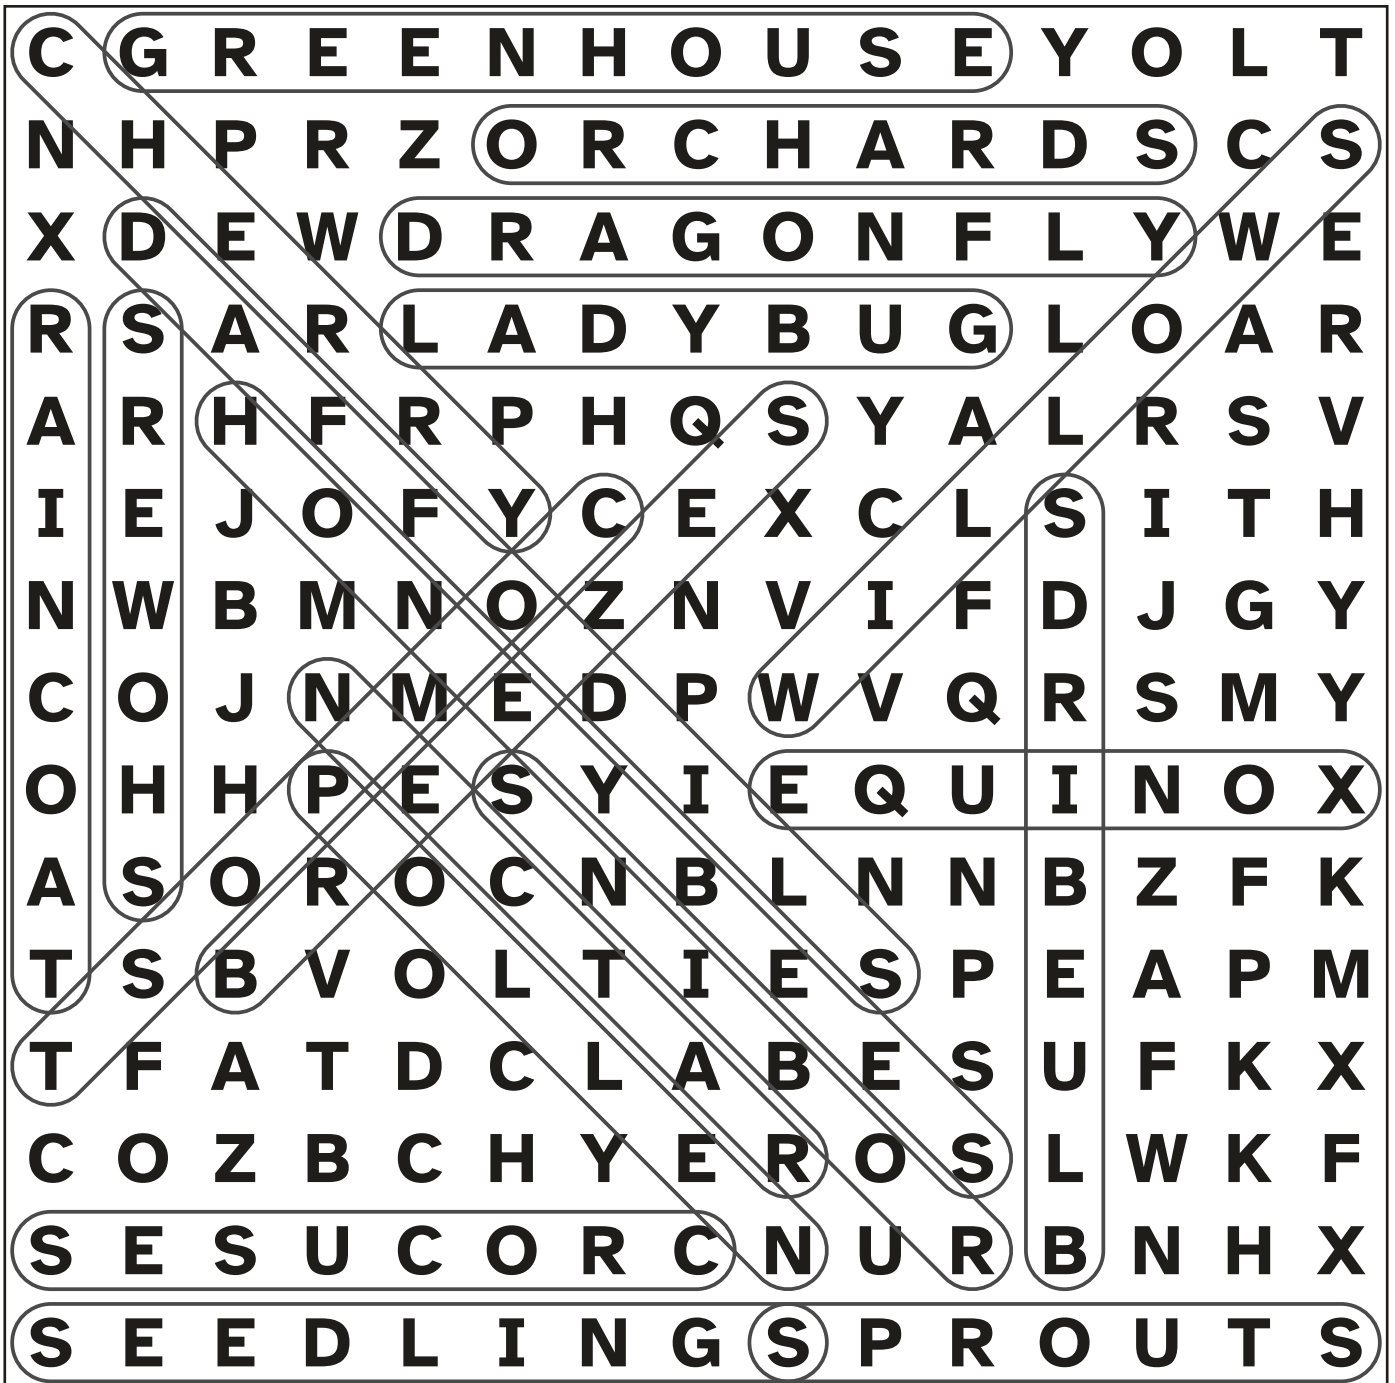 C G R E E N H O U S E Y O L T
N H P R Z O R C H A R D S C S
X D E W D R A G O N F L Y W E
R S A R L A D Y B U G L O A R
A R H F R P H Q S Y A L R S V
I E J O F Y C E X C L S I T H
N W B M N O Z N V I F D J G Y
C O J N M E D P W V Q R S M Y
O H H P E S Y I E Q U I N O X
A S O R O C N B L N N B Z F K
T S B V O L T I E S P E A P M
T F A T D C L A B E S U F K X
C O Z B C H Y E R O S L W K F
S E S U C O R C N U R B N H X
S E E D L I N G S P R O U T S